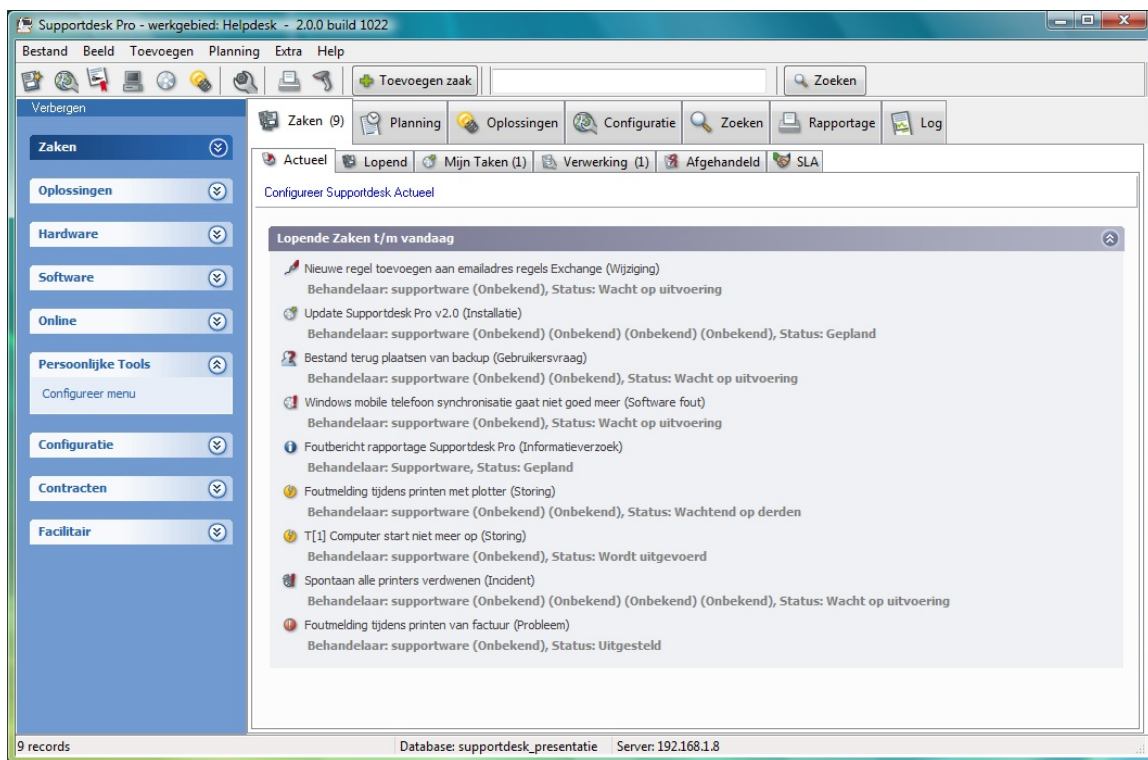 Supportdesk Pro - werkgebied: Helpdesk - 2.0.0 build 1022
Bestand Beeld Toevoegen Planning Extra Help
Toevoegen zaak Zoeken
Verbergen
Zaken
Oplossingen
Hardware
Software
Online
Persoonlijke Tools
Configureer menu
Configuratie
Contracten
Facilitair
Zaken (9) Planning Oplossingen Configuratie Zoeken Rapportage Log
Actueel Lopend Mijn Taken (1) Verwerking (1) Afgehandeld SLA
Configureer Supportdesk Actueel
Lopende Zaken t/m vandaag
Nieuwe regel toevoegen aan emailadres regels Exchange (Wijziging)
Behandelaar: supportware (Onbekend), Status: Wacht op uitvoering
Update Supportdesk Pro v2.0 (Installatie)
Behandelaar: supportware (Onbekend) (Onbekend) (Onbekend) (Onbekend), Status: Gepland
Bestand terug plaatsen van backup (Gebruikersvraag)
Behandelaar: supportware (Onbekend) (Onbekend), Status: Wacht op uitvoering
Windows mobile telefoon synchronisatie gaat niet goed meer (Software fout)
Behandelaar: supportware (Onbekend), Status: Wacht op uitvoering
Foutbericht rapportage Supportdesk Pro (Informatieverzoek)
Behandelaar: Supportware, Status: Gepland
Foutmelding tijdens printen met plotter (Storing)
Behandelaar: supportware (Onbekend) (Onbekend), Status: Wachtend op derden
T[1] Computer start niet meer op (Storing)
Behandelaar: supportware (Onbekend), Status: Wordt uitgevoerd
Spontaan alle printers verdwenen (Incident)
Behandelaar: supportware (Onbekend) (Onbekend) (Onbekend) (Onbekend), Status: Wacht op uitvoering
Foutmelding tijdens printen van factuur (Probleem)
Behandelaar: supportware (Onbekend), Status: Uitgesteld
9 records Database: supportdesk_presentatie Server: 192.168.1.8